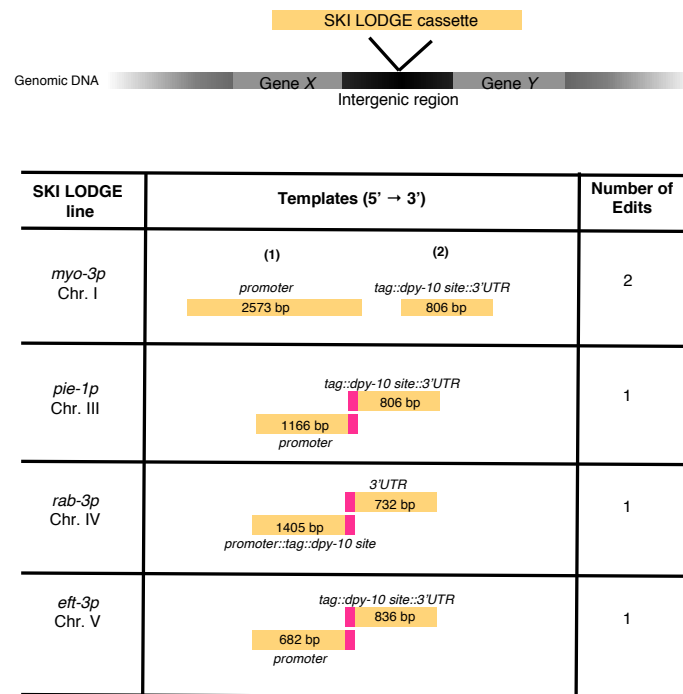 SKI LODGE cassette
Genomic DNA
Gene X
Gene Y
Intergenic region
SKI LODGE line
Templates (5' → 3')
Number of Edits
myo-3p
Chr. I
(1)
(2)
promoter
tag::dpy-10 site::3'UTR
2573 bp
806 bp
2
pie-1p
Chr. III
tag::dpy-10 site::3'UTR
806 bp
1166 bp
promoter
1
rab-3p
Chr. IV
3'UTR
732 bp
1405 bp
promoter::tag::dpy-10 site
1
eft-3p
Chr. V
tag::dpy-10 site::3'UTR
836 bp
682 bp
promoter
1